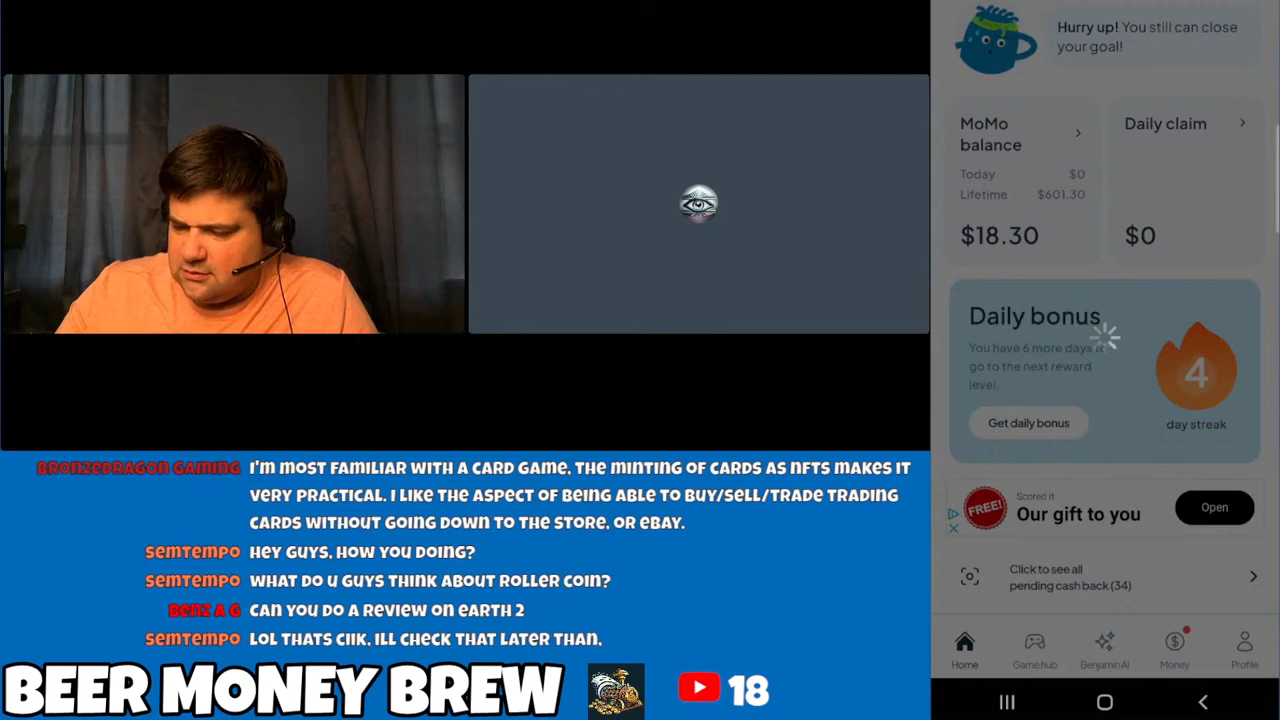 Hurry up! You still can close
your goal!
MoMo
balance
Today $0
Lifetime $601.30
$18.30
Daily claim
$0
Daily bonus
You have 6 more days to
go to the next reward
level.
Get daily bonus
4
day streak
FREE!
Scored It
Our gift to you
Open
Click to see all
pending cash back (34)
Home Gamehub Benjamin AI Money Profile
BRONZEDRAGON GAMING I'M MOST FAMILIAR WITH A CARD GAME, THE MINTING OF CARDS AS NFTS MAKES IT
VERY PRACTICAL. I LIKE THE ASPECT OF BEING ABLE TO BUY/SELL/TRADE TRADING
CARDS WITHOUT GOING DOWN TO THE STORE, OR EBAY.
SEMTEMPO HEY GUYS, HOW YOU DOING?
SEMTEMPO WHAT DO U GUYS THINK ABOUT ROLLER COIN?
BENZ A G CAN YOU DO A REVIEW ON EARTH 2
SEMTEMPO LOL THATS CIIK, ILL CHECK THAT LATER THAN,
BEER MONEY BREW 18